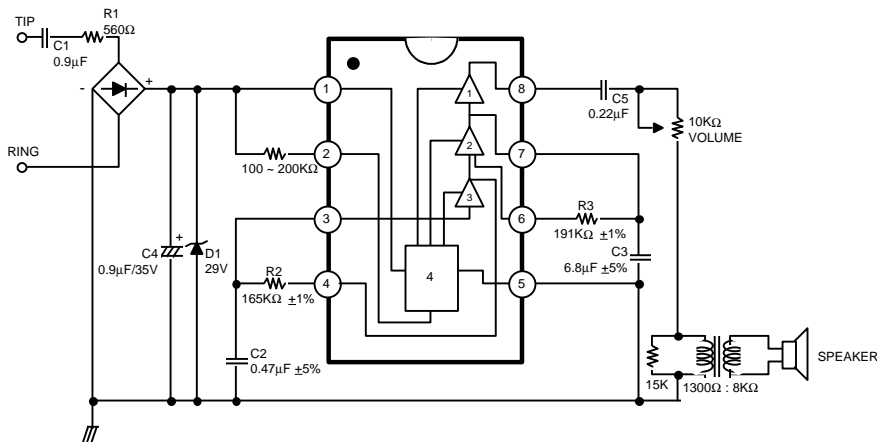 TIP
R1
560Ω
C1
0.9μF
-
+
RING
C4
0.9μF/35V
+
D1
29V
100 ~ 200KΩ
R2
165KΩ ±1%
C2
0.47μF ±5%
1
2
3
4
1
2
3
4
8
7
6
5
C5
0.22μF
10KΩ
VOLUME
R3
191KΩ ±1%
C3
6.8μF ±5%
15K
1300Ω : 8KΩ
SPEAKER